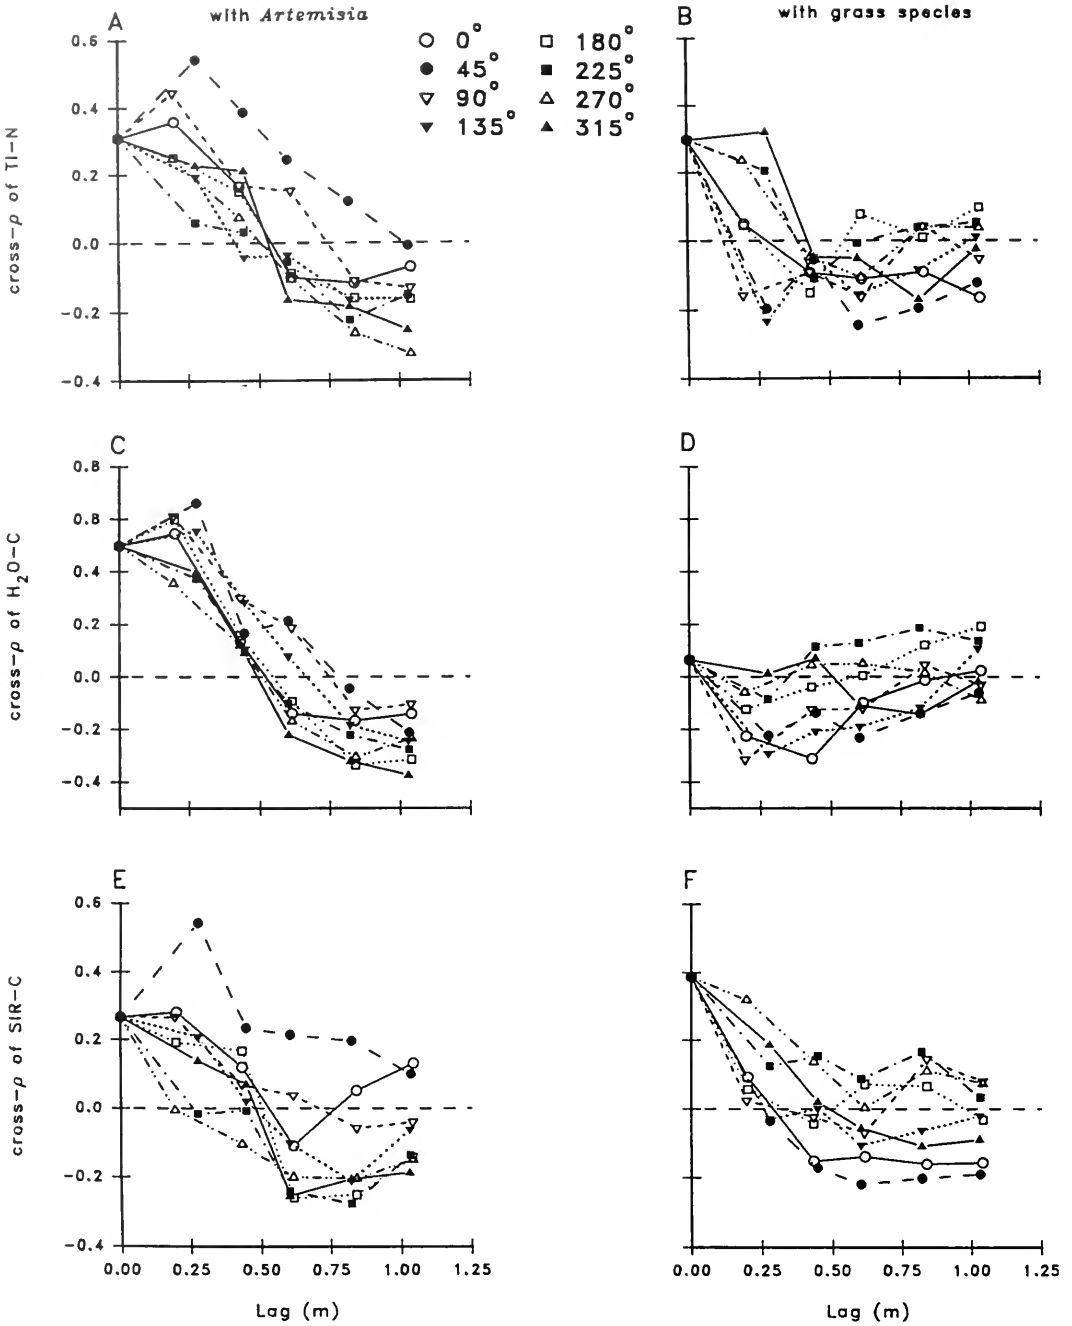 with Artemisia
with grass species
A
B
○ 0°
● 45°
▽ 90°
▼ 135°
□ 180°
■ 225°
△ 270°
▲ 315°
cross-ρ of TI-N
0.6
0.4
0.2
0.0
-0.2
-0.4
C
D
cross-ρ of H₂O-C
0.8
0.8
0.4
0.2
0.0
-0.2
-0.4
-0.5
E
F
cross-ρ of SIR-C
0.6
0.4
0.2
0.0
-0.2
-0.4
0.00 0.25 0.50 0.75 1.00 1.25
0.00 0.25 0.50 0.75 1.00 1.25
Lag (m)
Lag (m)